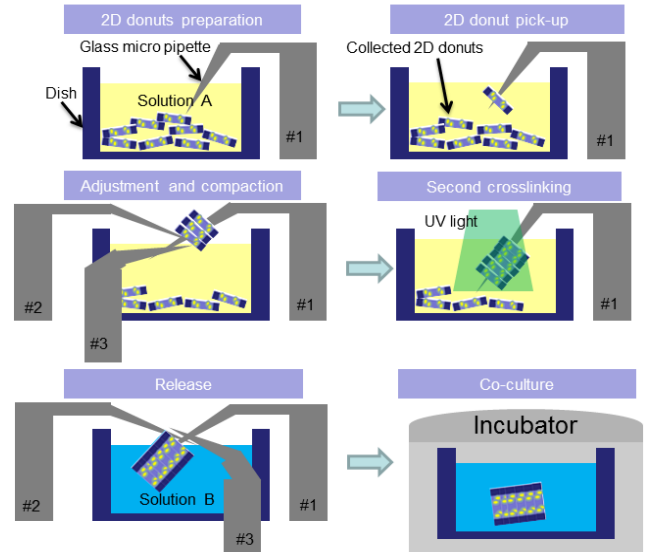 2D donuts preparation
2D donut pick-up
Glass micro pipette
Collected 2D donuts
Dish
Solution A
#1
#1
Adjustment and compaction
Second crosslinking
UV light
#2
#3
#1
#1
Release
Co-culture
Incubator
Solution B
#2
#3
#1